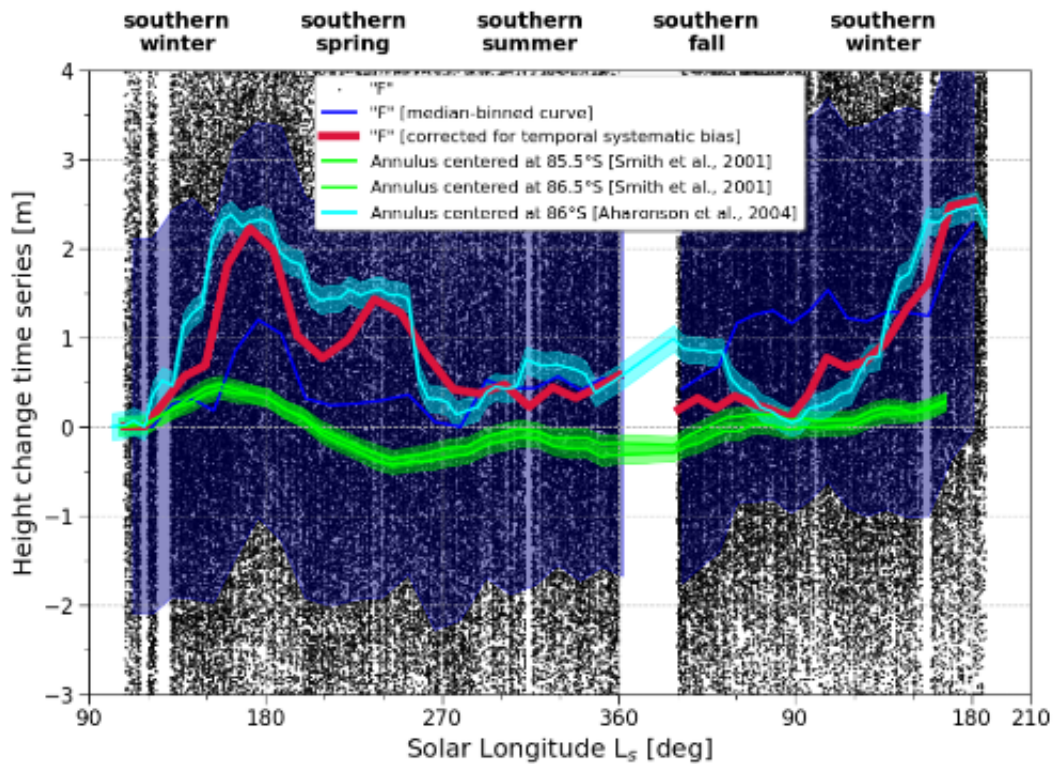 southern winter
southern spring
southern summer
southern fall
southern winter
Height change time series [m]
4
3
2
1
0
−1
−2
−3
"F"
"F" [median-binned curve]
"F" [corrected for temporal systematic bias]
Annulus centered at 85.5°S [Smith et al., 2001]
Annulus centered at 86.5°S [Smith et al., 2001]
Annulus centered at 86°S [Aharonson et al., 2004]
90 180 270 360 90 180 210
Solar Longitude Ls [deg]